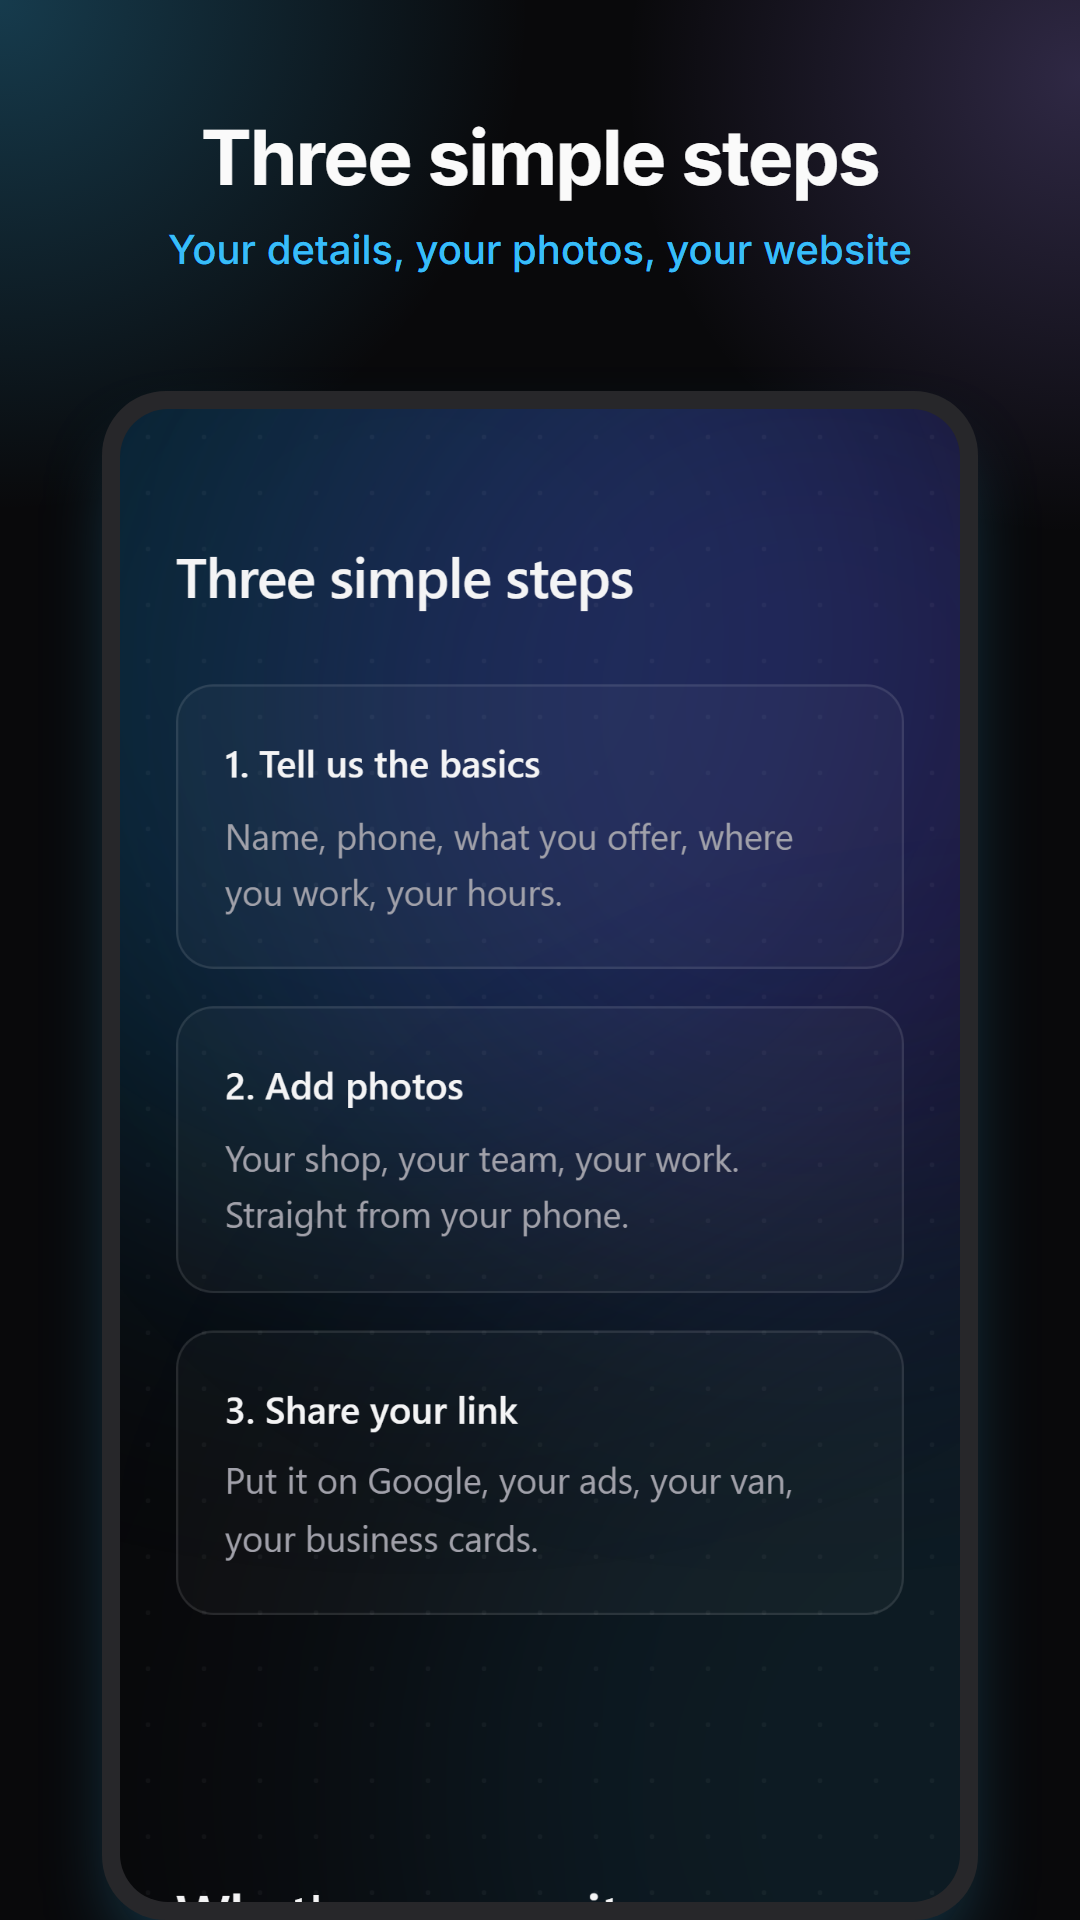 Three simple steps
Your details, your photos, your website
Three simple steps
1. Tell us the basics
Name, phone, what you offer, where
you work, your hours.
2. Add photos
Your shop, your team, your work.
Straight from your phone.
3. Share your link
Put it on Google, your ads, your van,
your business cards.